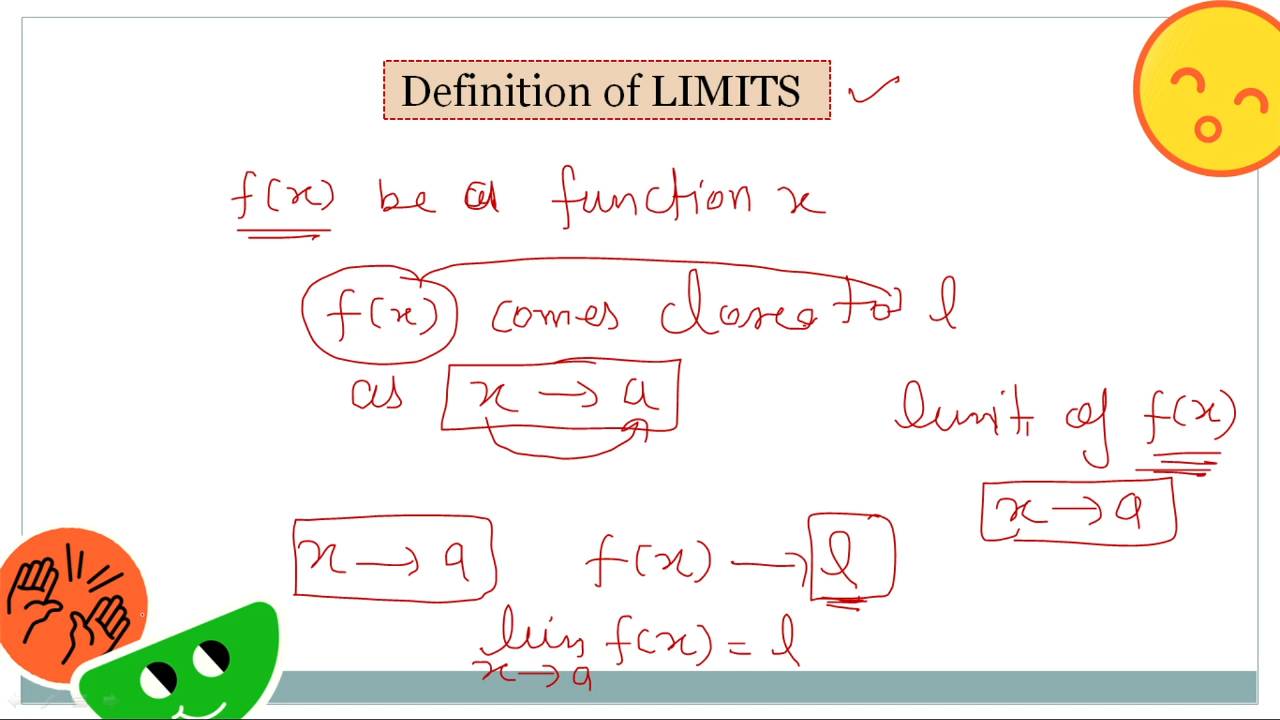 Definition of LIMITS
f(x) be a function x
f(x) comes closer to l
as x → a
limit of f(x)
x → a
x → a f(x) → l
lim f(x) = l
x → a